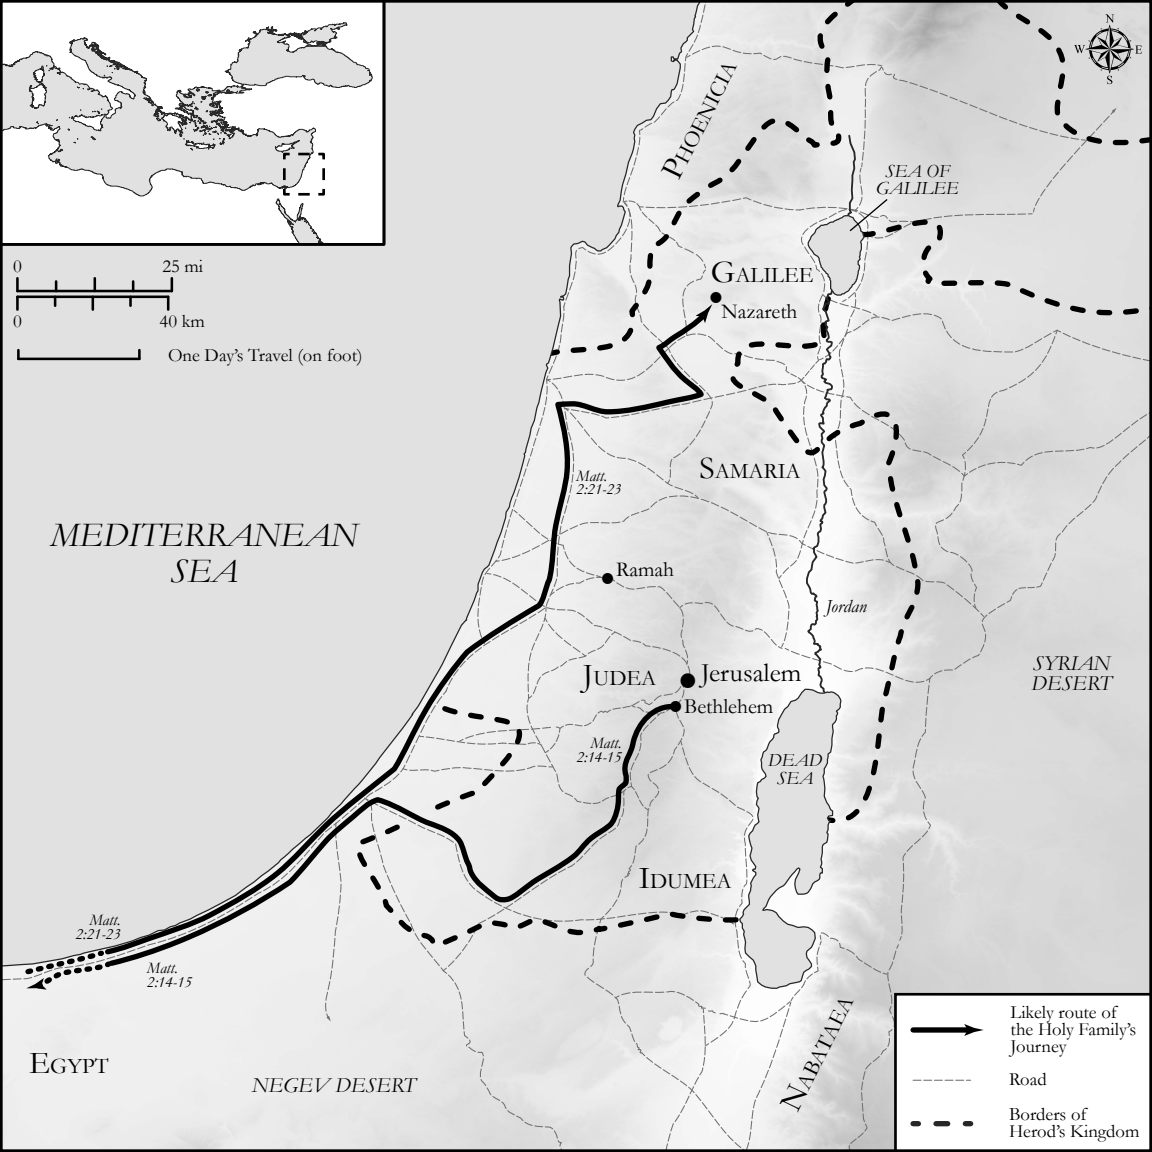 N
W
E
S
PHOENICIA
SEA OF
GALILEE
0
25 mi
0
40 km
One Day's Travel (on foot)
GALILEE
Nazareth
SAMARIA
Matt.
2:21-23
MEDITERRANEAN
SEA
Ramah
Jordan
JUDEA
Jerusalem
Bethlehem
SYRIAN
DESERT
Matt.
2:14-15
DEAD
SEA
IDUMEA
Matt.
2:21-23
Matt.
2:14-15
EGYPT
NEGEV DESERT
NABATAEA
Likely route of
the Holy Family's
Journey
Road
Borders of
Herod's Kingdom